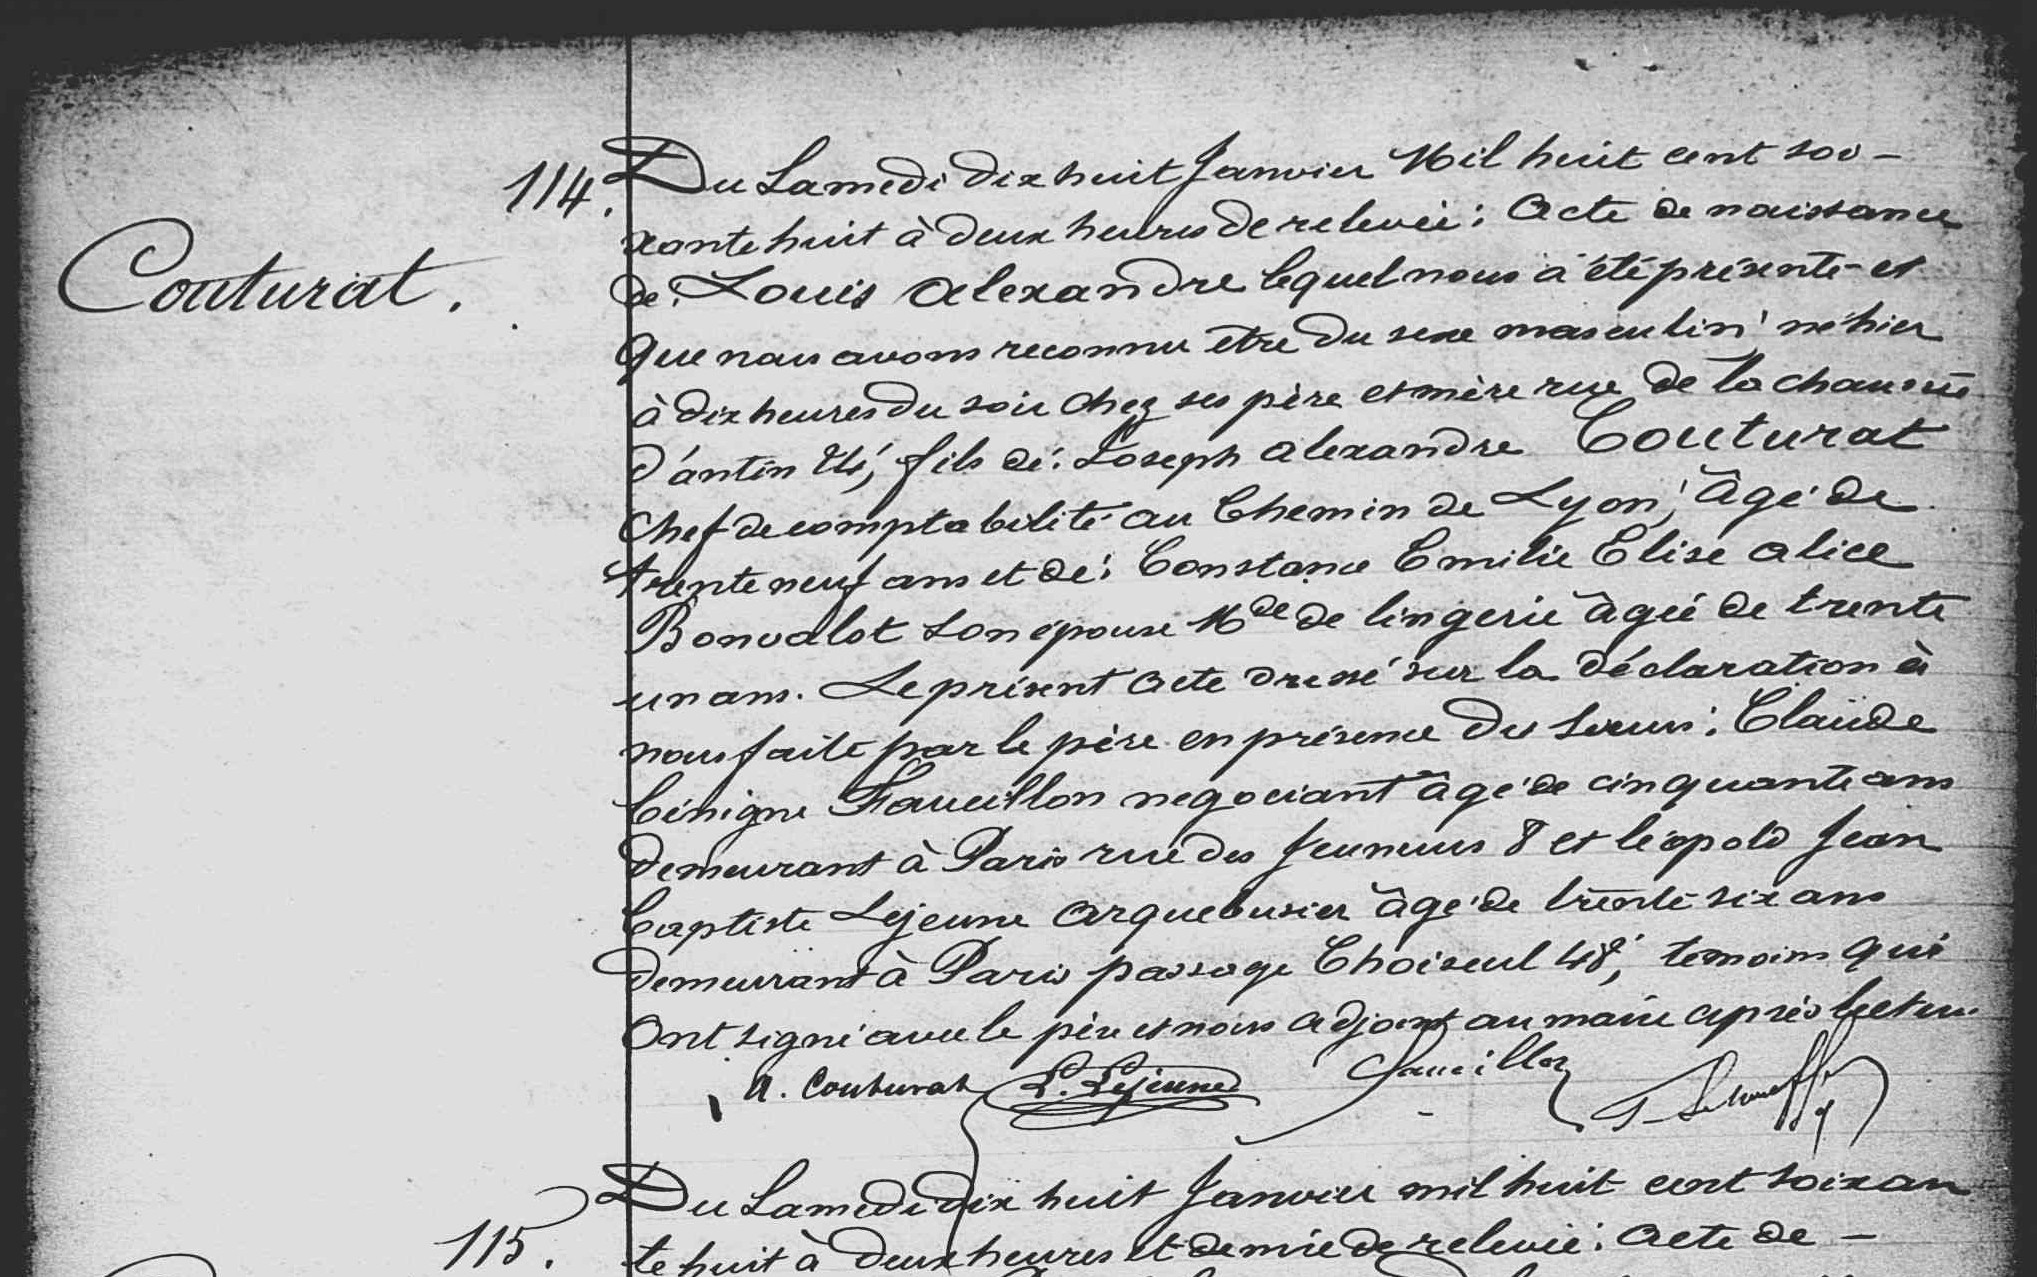 114.
Du Samedi dix huit Janvier Mil huit cent soi-
xante huit à deux heures de relevée; Acte de naissance
Couturat.
de: Louis Alexandre lequel nous a été présenté et
que nous avons reconnu être du sexe masculin; né hier
à dix heures du soir chez ses père et mère rue de la chaussée
d'antin 24; fils de: Joseph Alexandre Couturat
chef de comptabilité au Chemin de Lyon; âgé de
trente neuf ans et de: Constance Emilie Elise Alice
Bonvalot son épouse Mde de lingerie âgée de trente
un ans. Le présent acte dressé sur la déclaration à
nous faite par le père en présence des Sieurs: Claude
bénigne Faucillon negociant âgé de cinquante ans
demeurant à Paris rue des Jeuneurs 8 et léopold Jean
baptiste Lejeune arquebusier âgé de trente six ans
demeurant à Paris passage Choiseul 48; temoins qui
Ont signé avec le père et nous adjoint au maire après lecture
A. Couturat L. Lejeune Faucillon
Du Samedi dix huit Janvier mil huit cent soixan
115.
te huit à deux heures et demie de relevée: Acte de -